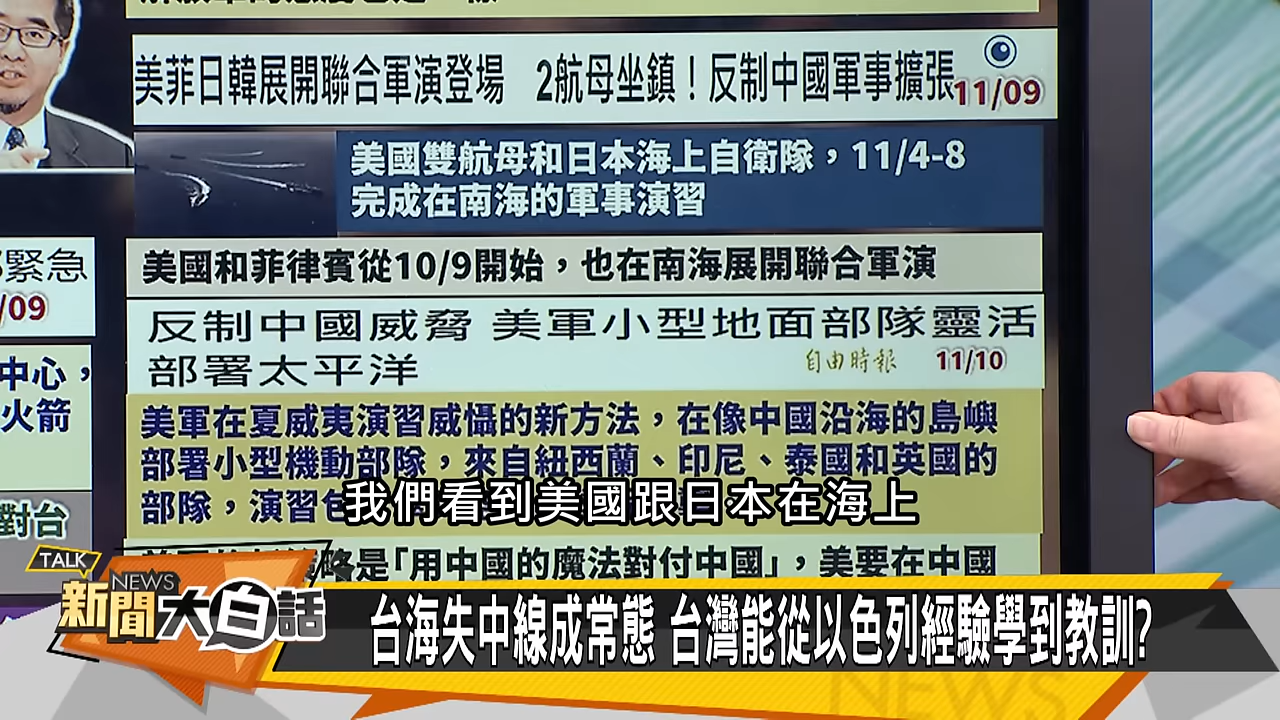 美菲日韓展開聯合軍演登場 2航母坐鎮！反制中國軍事擴張
11/09
美國雙航母和日本海上自衛隊，11/4-8
完成在南海的軍事演習
緊急
/09
美國和菲律賓從10/9開始，也在南海展開聯合軍演
反制中國威脅 美軍小型地面部隊靈活
部署太平洋
自由時報 11/10
中心，
火箭
美軍在夏威夷演習威懾的新方法，在像中國沿海的島嶼
部署小型機動部隊，來自紐西蘭、印尼、泰國和英國的
部隊，演習
我們看到美國跟日本在海上
對台
略是「用中國的魔法對付中國」，美要在中國
TALK
NEWS
新聞大白話
台海失中線成常態 台灣能從以色列經驗學到教訓?
NEWS